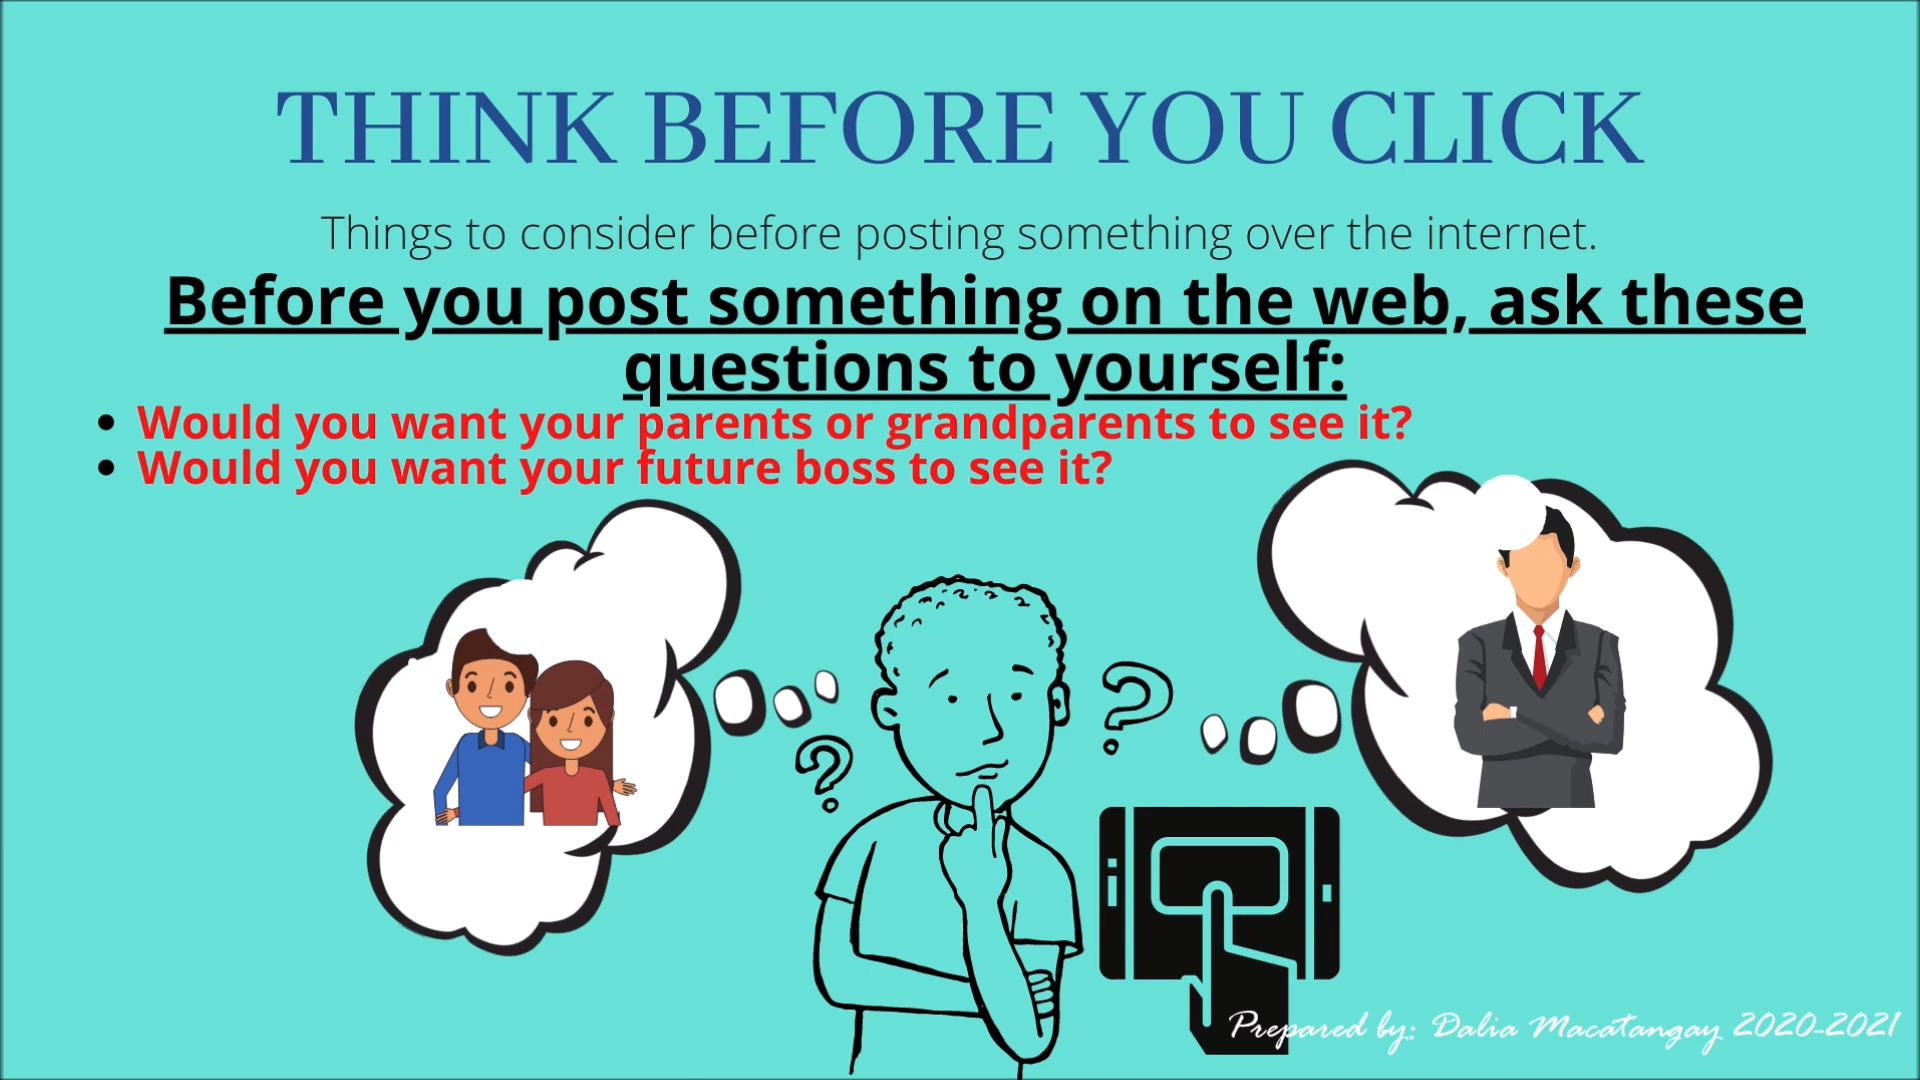 THINK BEFORE YOU CLICK
Things to consider before posting something over the internet.
Before you post something on the web, ask these
questions to yourself:
• Would you want your parents or grandparents to see it?
• Would you want your future boss to see it?
? ?
Prepared by: Dalia Macatangay 2020-2021